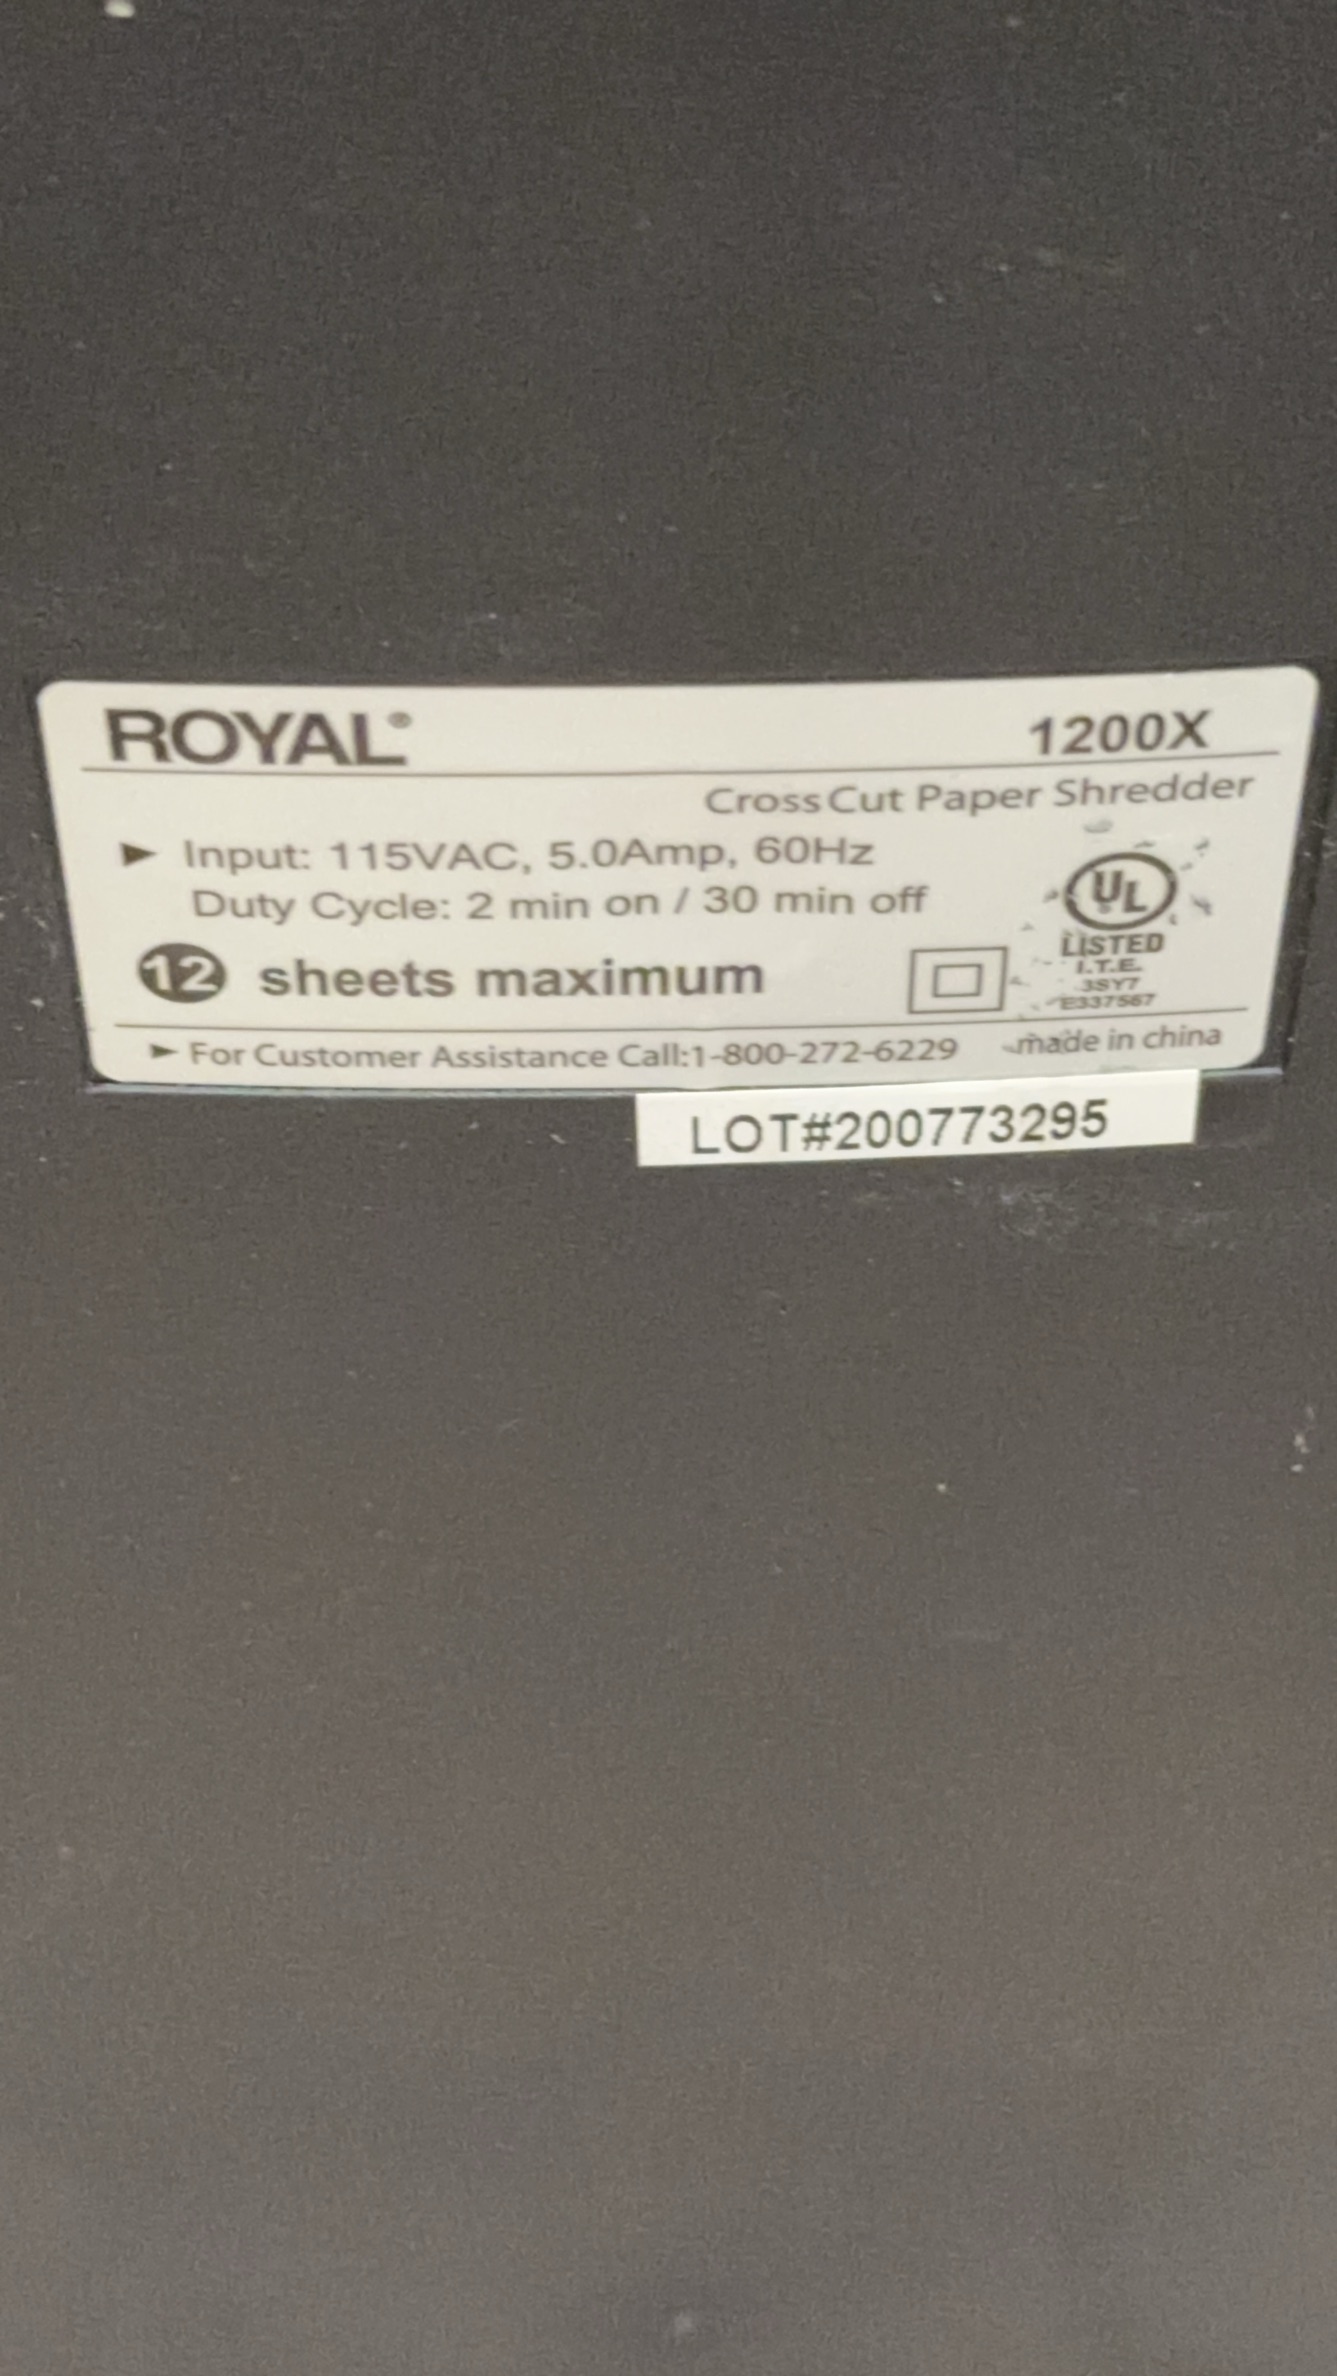 ROYAL®
1200X
Cross Cut Paper Shredder
► Input: 115VAC, 5.0Amp, 60Hz
Duty Cycle: 2 min on / 30 min off
12 sheets maximum
UL
LISTED
I.T.E.
3SY7
E337567
► For Customer Assistance Call:1-800-272-6229
made in china
LOT#200773295